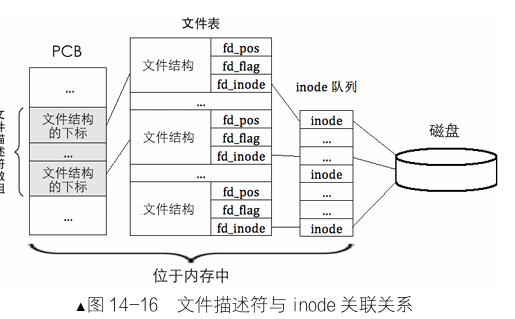 文件表
PCB
...
文件结构
的下标
...
文件结构
的下标
...
文件描述符数组
文件结构
fd_pos
fd_flag
fd_inode
...
文件结构
fd_pos
fd_flag
fd_inode
...
文件结构
fd_pos
fd_flag
fd_inode
inode 队列
inode
...
...
inode
...
...
inode
磁盘
位于内存中
▲图 14-16 文件描述符与 inode 关联关系